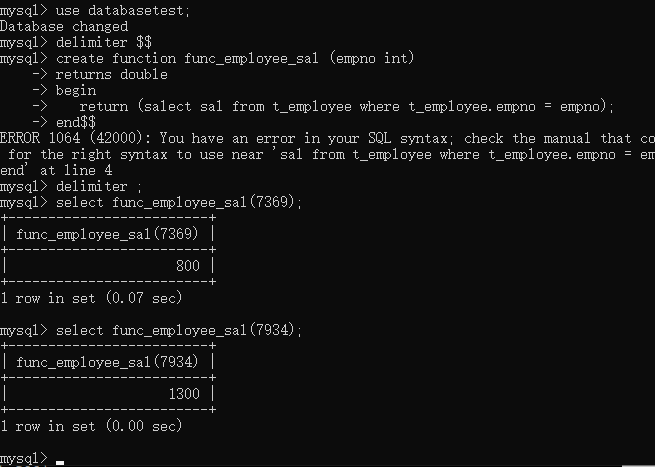 mysql> use databasetest;
Database changed
mysql> delimiter $$
mysql> create function func_employee_sal (empno int)
    -> returns double
    -> begin
    ->   return (salect sal from t_employee where t_employee.empno = empno);
    -> end$$
ERROR 1064 (42000): You have an error in your SQL syntax; check the manual that co
 for the right syntax to use near 'sal from t_employee where t_employee.empno = em
end' at line 4
mysql> delimiter ;
mysql> select func_employee_sal(7369);
+-------------------------+
| func_employee_sal(7369) |
+-------------------------+
|                     800 |
+-------------------------+
1 row in set (0.07 sec)

mysql> select func_employee_sal(7934);
+-------------------------+
| func_employee_sal(7934) |
+-------------------------+
|                    1300 |
+-------------------------+
1 row in set (0.00 sec)

mysql>